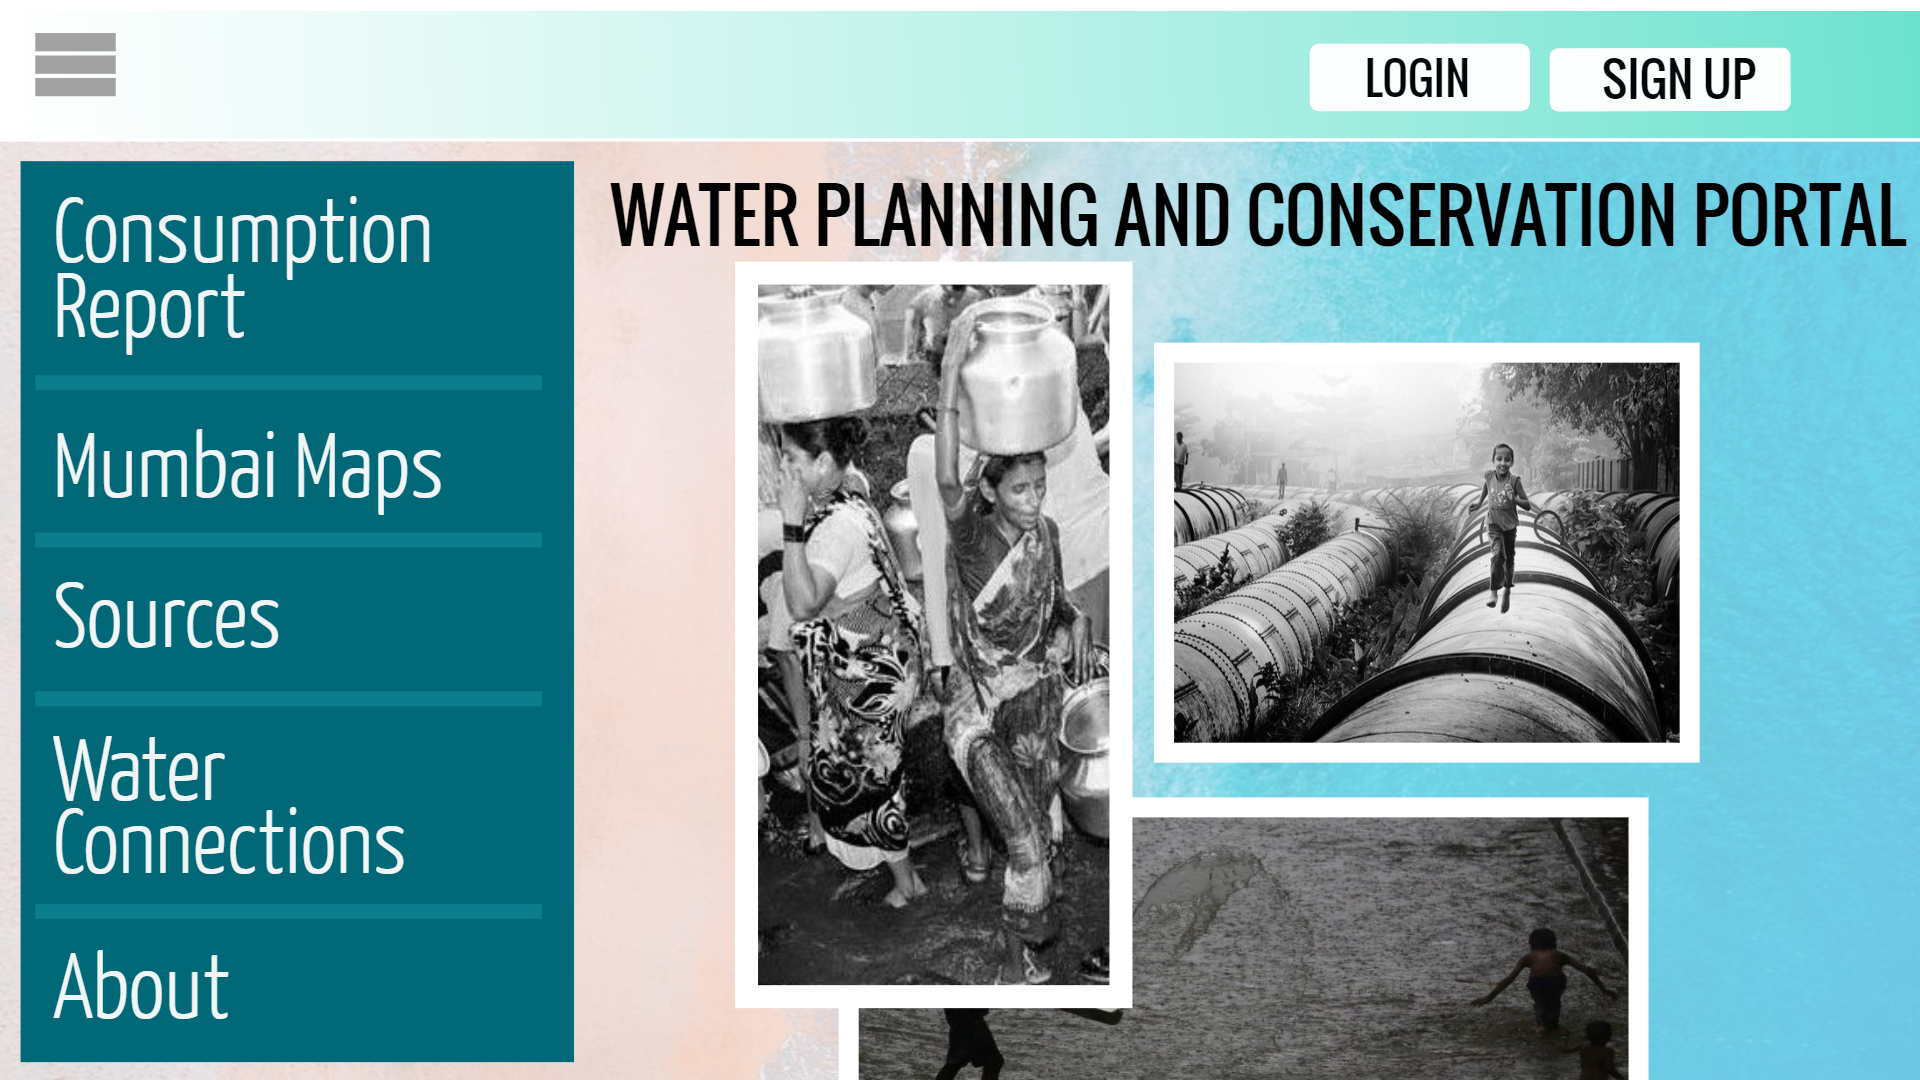 LOGIN
SIGN UP
WATER PLANNING AND CONSERVATION PORTAL
Consumption
Report
Mumbai Maps
Sources
Water
Connections
About